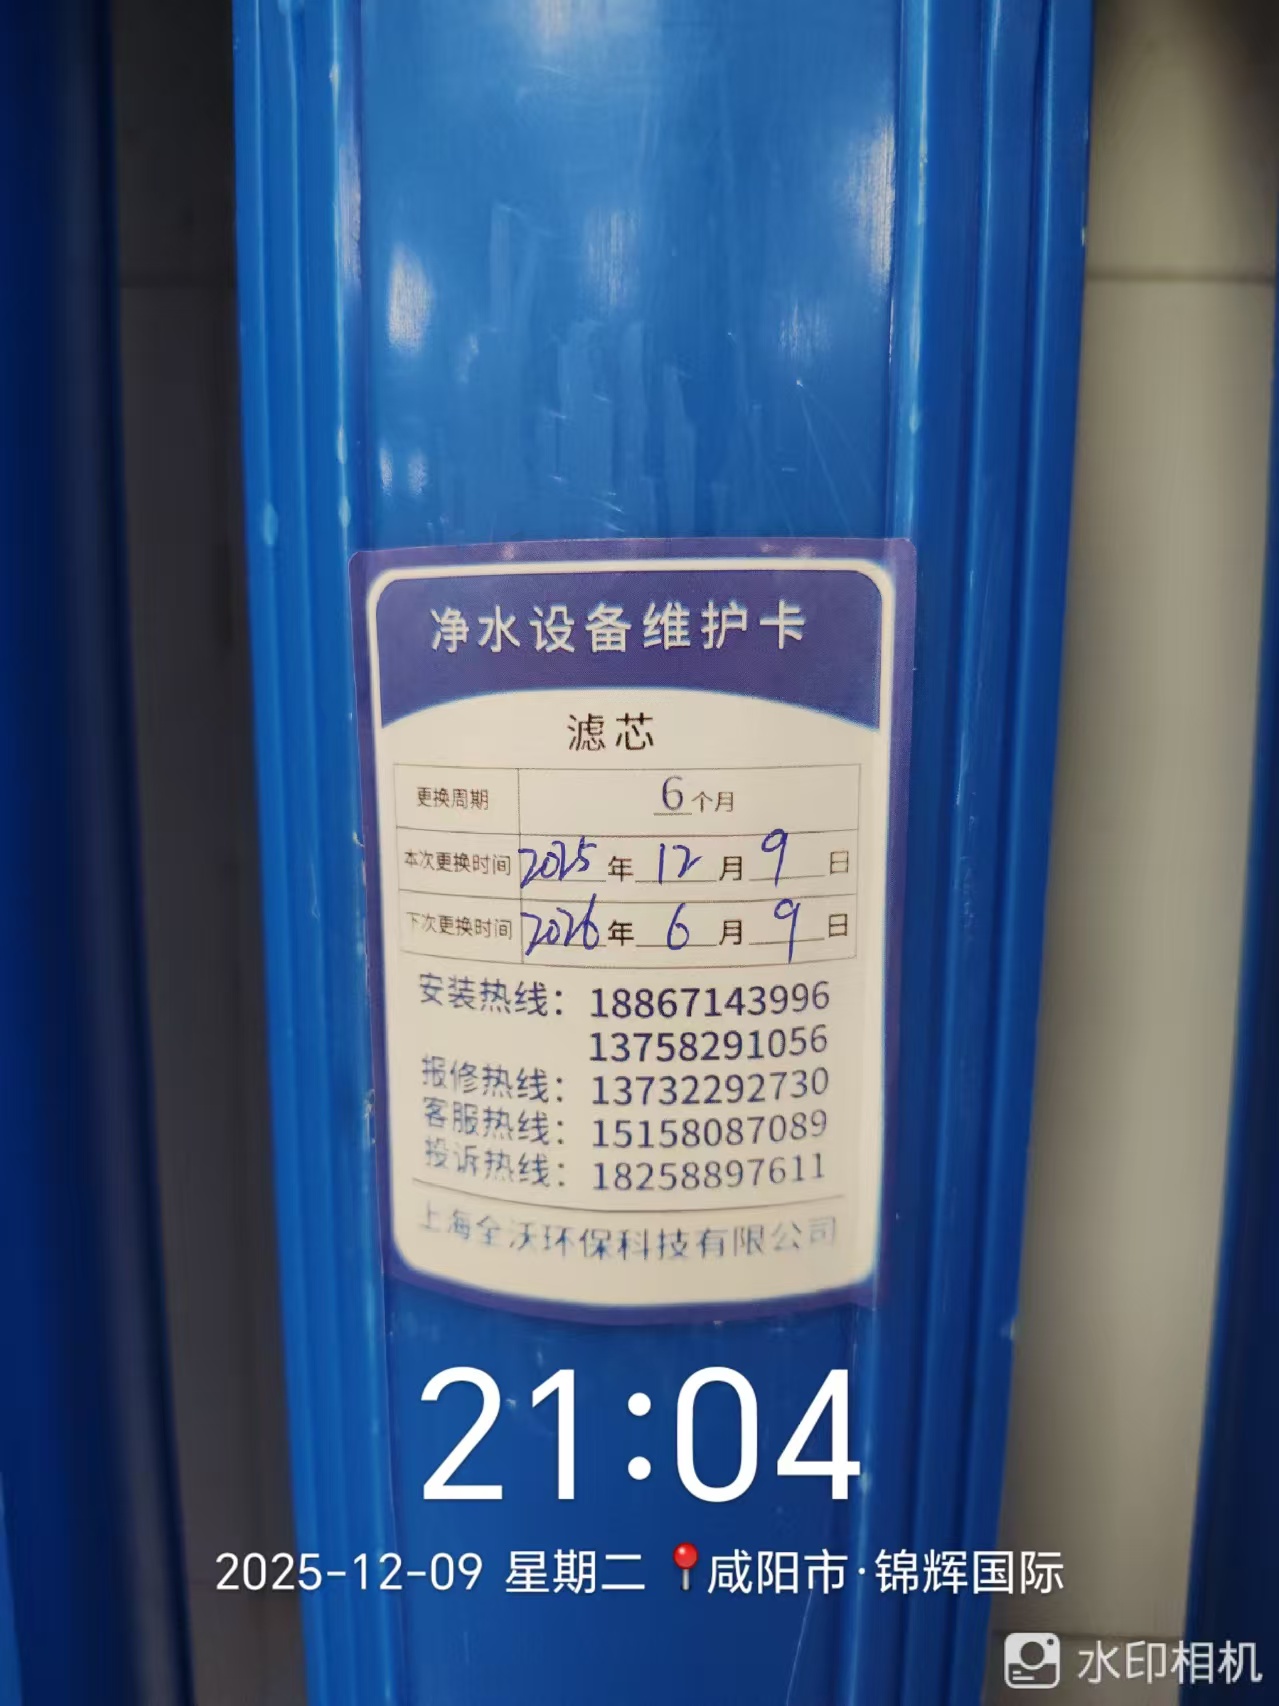 净水设备维护卡
滤芯
更换周期 6个月
本次更换时间 2025年12月9日
下次更换时间 2026年6月9日
安装热线：18867143996
13758291056
报修热线：13732292730
客服热线：15158087089
投诉热线：18258897611
上海全沃环保科技有限公司
21:04
2025-12-09 星期二 咸阳市·锦辉国际
水印相机